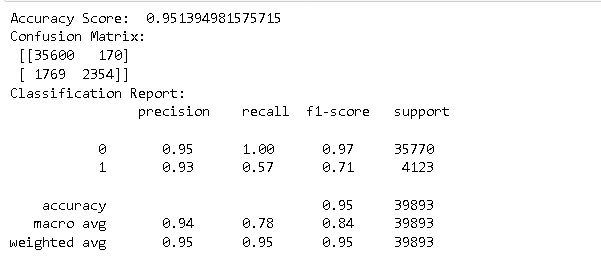 Accuracy Score:  0.951394981575715
Confusion Matrix:
 [[35600   170]
 [ 1769  2354]]
Classification Report:
              precision    recall  f1-score   support

           0       0.95      1.00      0.97     35770
           1       0.93      0.57      0.71      4123

    accuracy                           0.95     39893
   macro avg       0.94      0.78      0.84     39893
weighted avg       0.95      0.95      0.95     39893